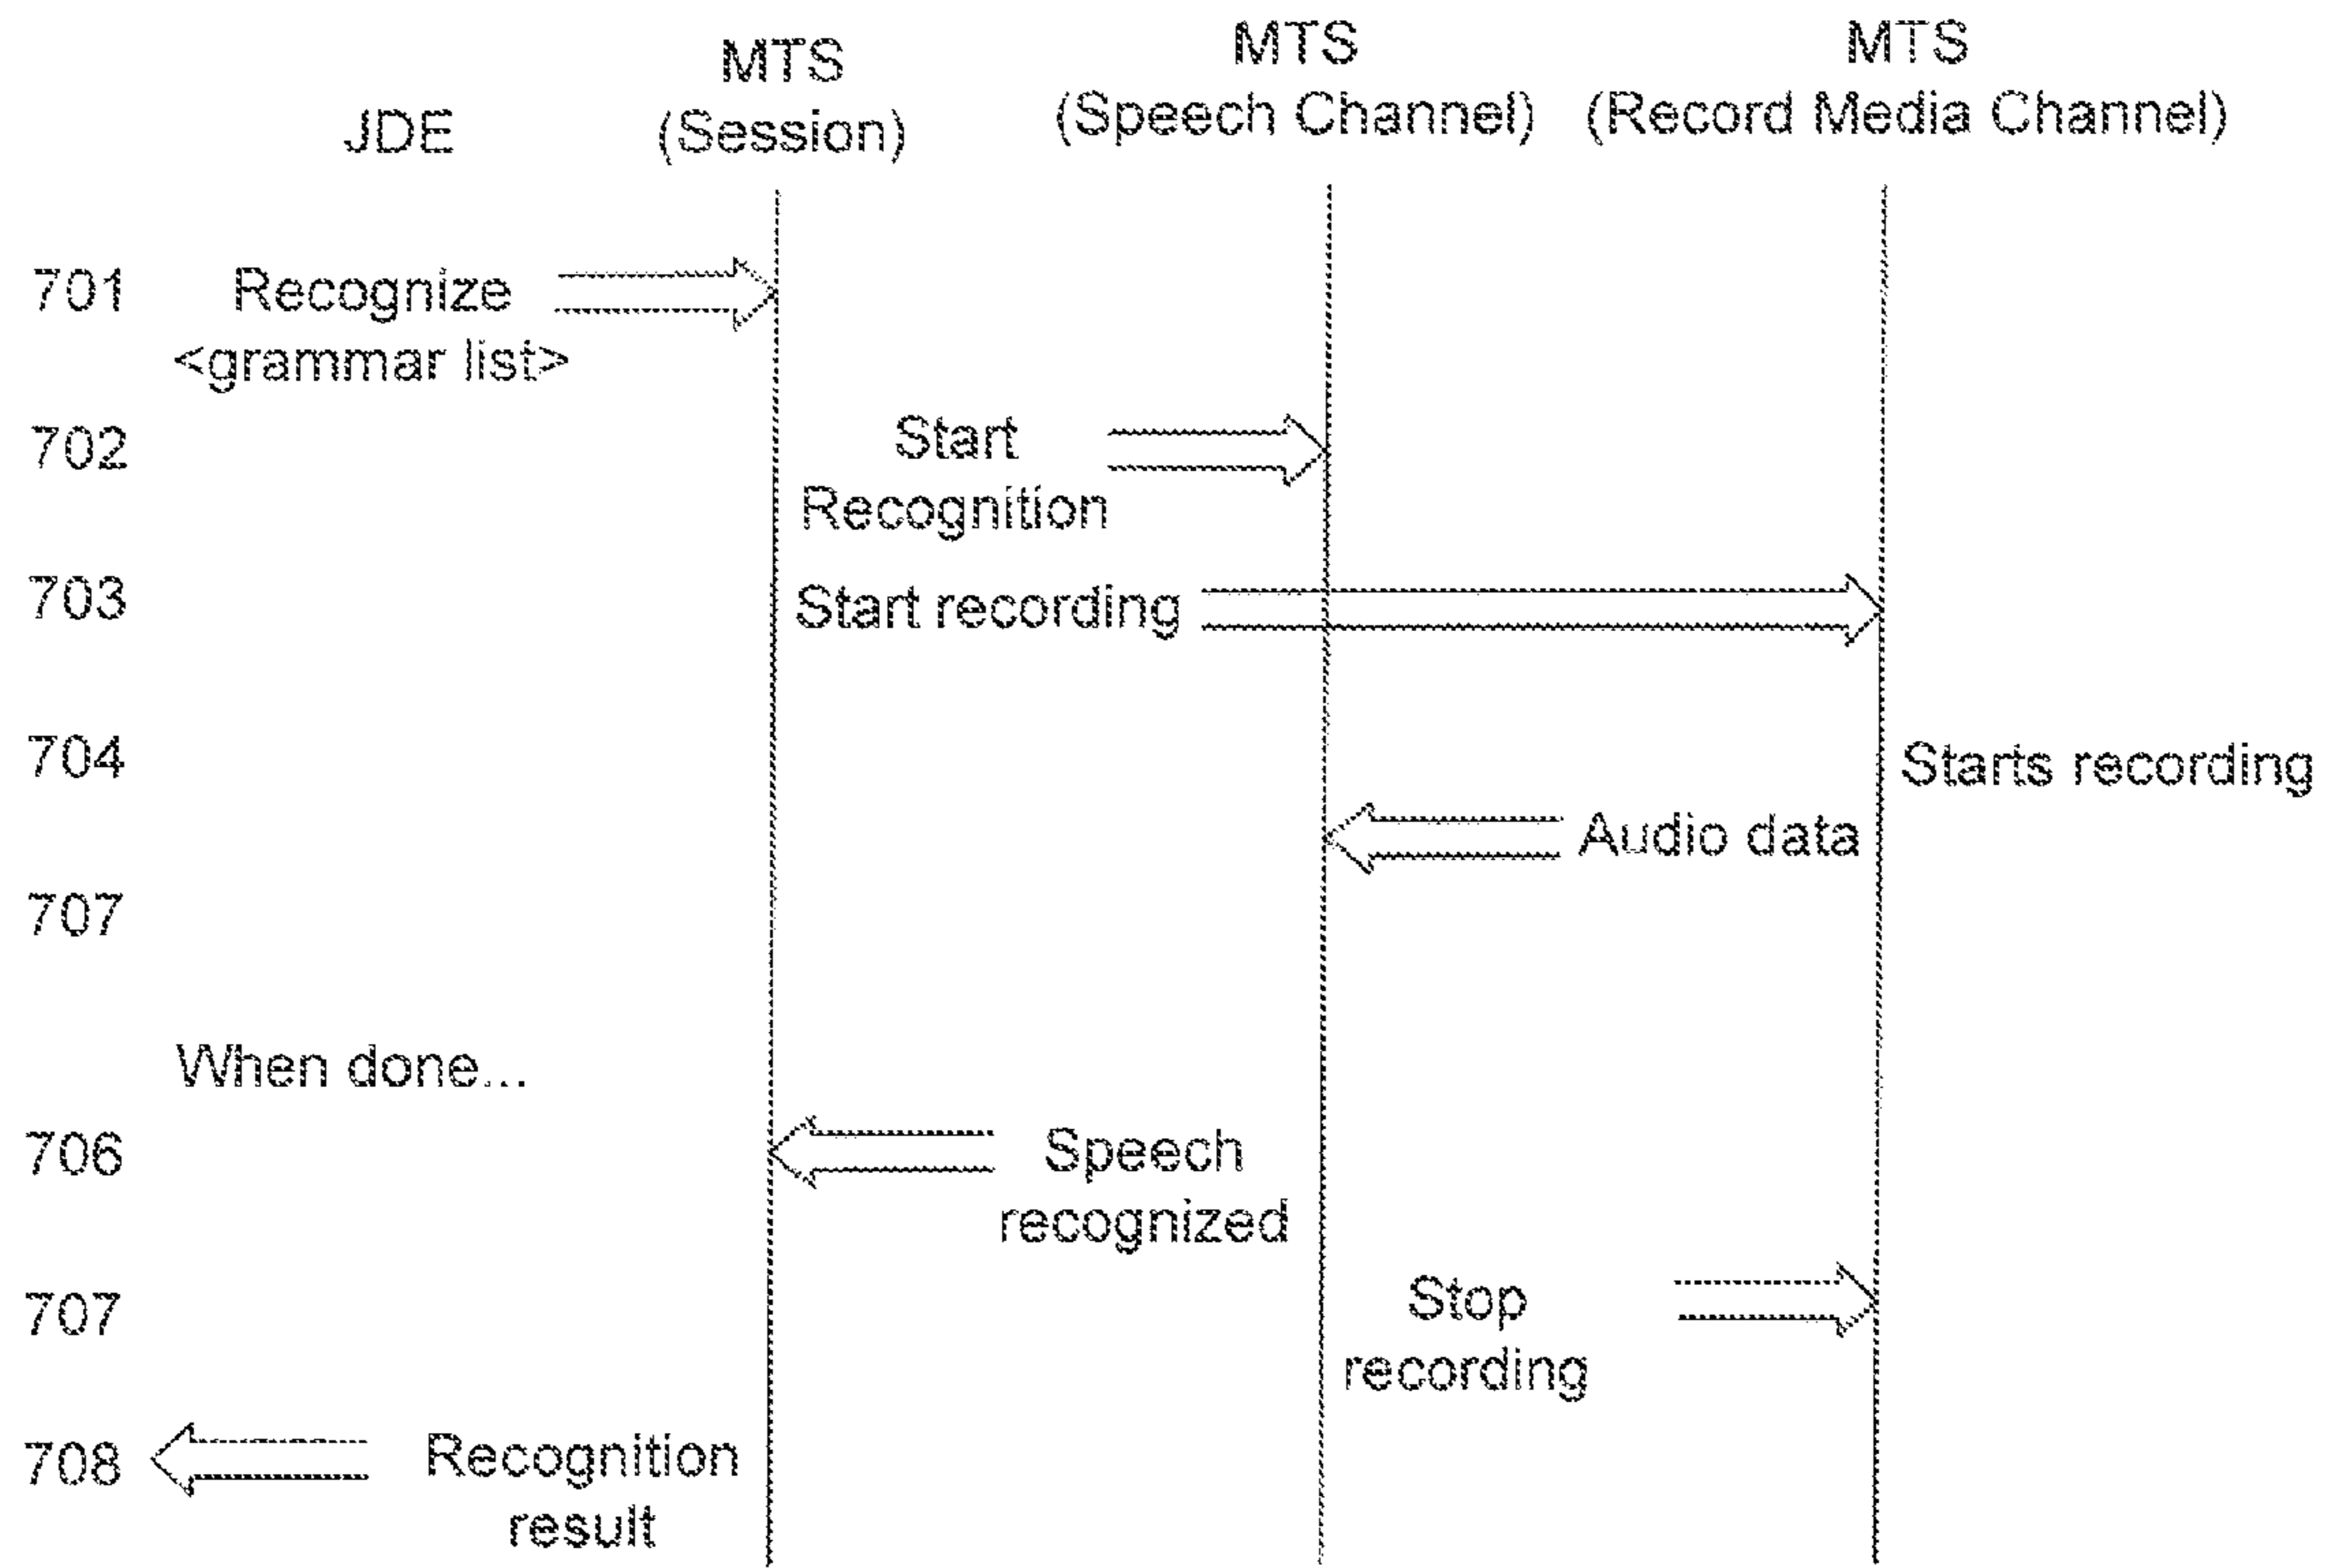 MTS
MTS
MTS
(Speech Channel)
(Record Media Channel)
JDE
(Session)
701
Recognize
<grammar list>
702
Start
Recognition
703
Start recording
704
Starts recording
Audio data
707
When done...
706
Speech
recognized
707
Stop
recording
708
Recognition
result